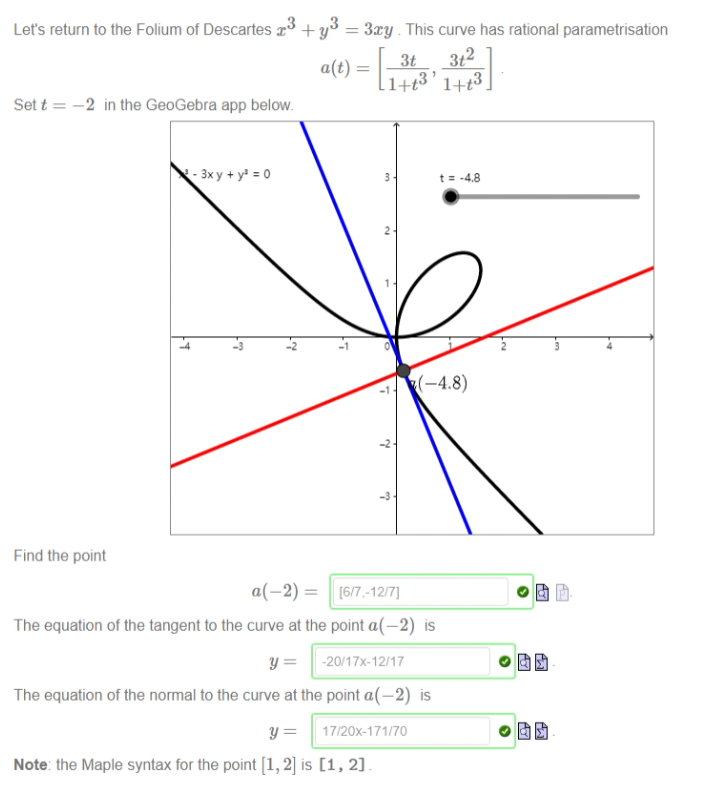 Let's return to the Folium of Descartes x³ + y³ = 3xy . This curve has rational parametrisation
a(t) = [3t/(1+t³), 3t²/(1+t³)] .
Set t = −2 in the GeoGebra app below.
³ - 3x y + y³ = 0
t = -4.8
3
2
1
-4 -3 -2 -1 0 1 2 3 4
(−4.8)
-1
-2
-3
Find the point
a(−2) = [6/7,-12/7]
The equation of the tangent to the curve at the point a(−2) is
y = -20/17x-12/17 .
The equation of the normal to the curve at the point a(−2) is
y = 17/20x-171/70 .
Note: the Maple syntax for the point [1, 2] is [1, 2] .